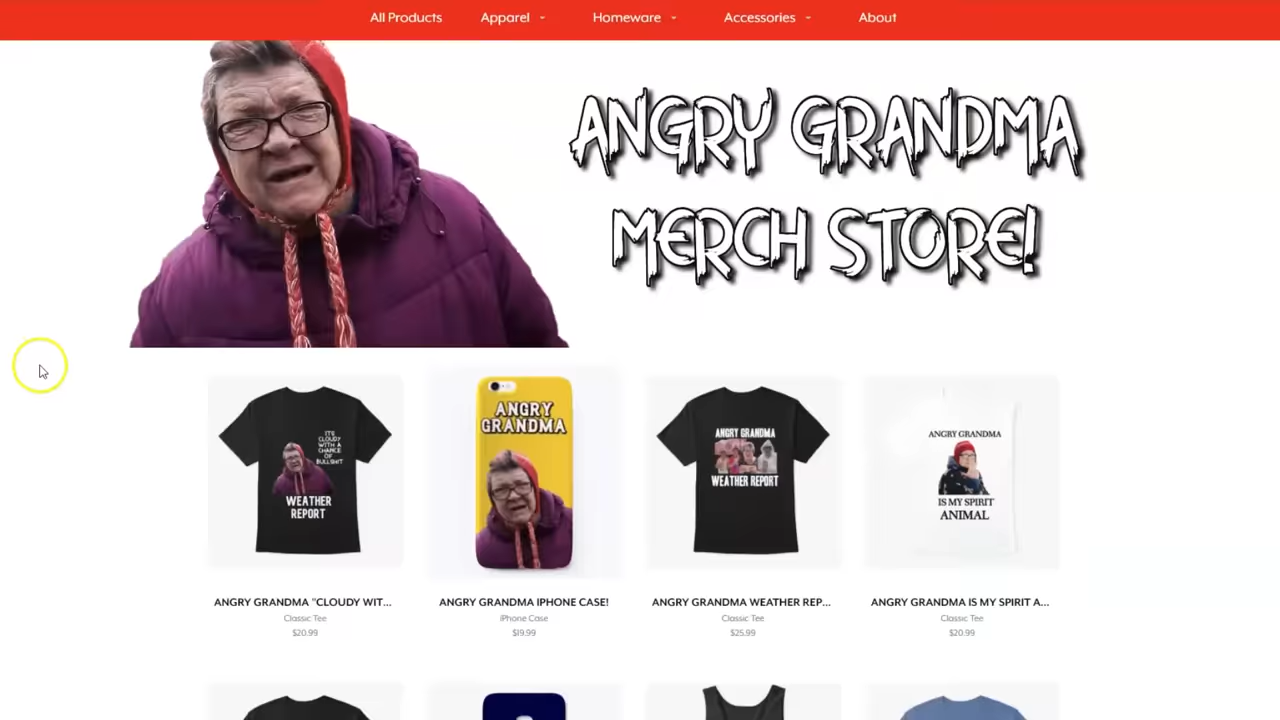 All Products Apparel Homeware Accessories About
ANGRY GRANDMA
MERCH STORE!
IT'S
CLOUDY
WITH A
CHANCE
OF
BULLSHIT
WEATHER
REPORT
ANGRY
GRANDMA
ANGRY GRANDMA
WEATHER REPORT
ANGRY GRANDMA
IS MY SPIRIT
ANIMAL
ANGRY GRANDMA "CLOUDY WIT...
Classic Tee
$20.99
ANGRY GRANDMA IPHONE CASE!
iPhone Case
$19.99
ANGRY GRANDMA WEATHER REP...
Classic Tee
$25.99
ANGRY GRANDMA IS MY SPIRIT A...
Classic Tee
$20.99